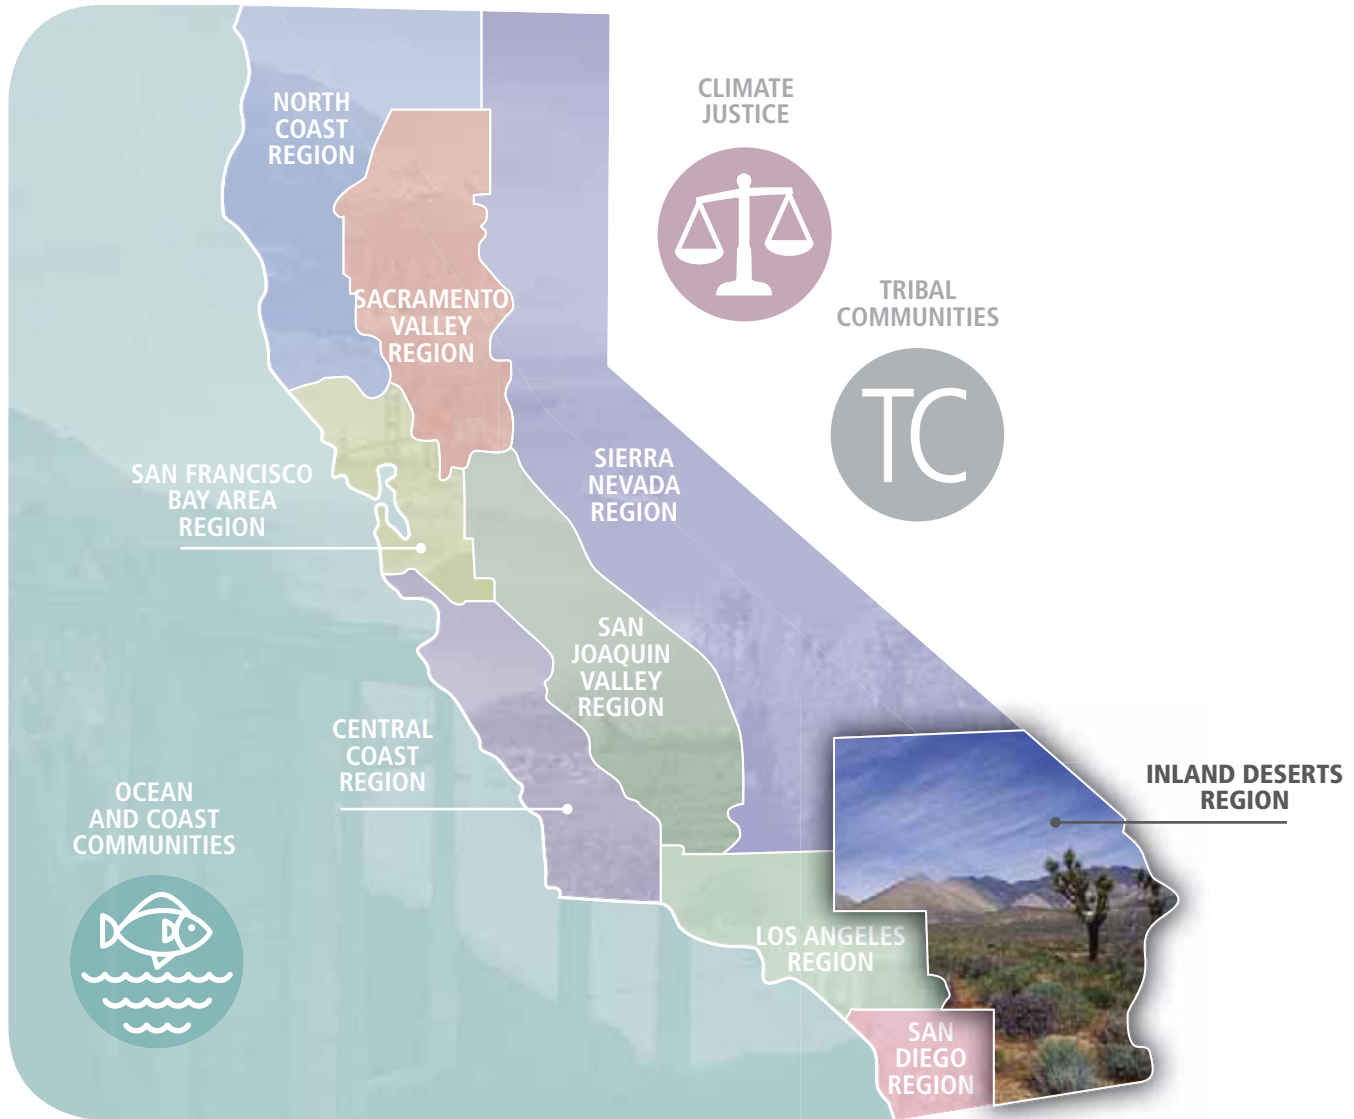 CLIMATE
JUSTICE
NORTH
COAST
REGION
TRIBAL
COMMUNITIES
TC
SACRAMENTO
VALLEY
REGION
SAN FRANCISCO
BAY AREA
REGION
SIERRA
NEVADA
REGION
SAN
JOAQUIN
VALLEY
REGION
CENTRAL
COAST
REGION
INLAND DESERTS
REGION
OCEAN
AND COAST
COMMUNITIES
LOS ANGELES
REGION
SAN
DIEGO
REGION